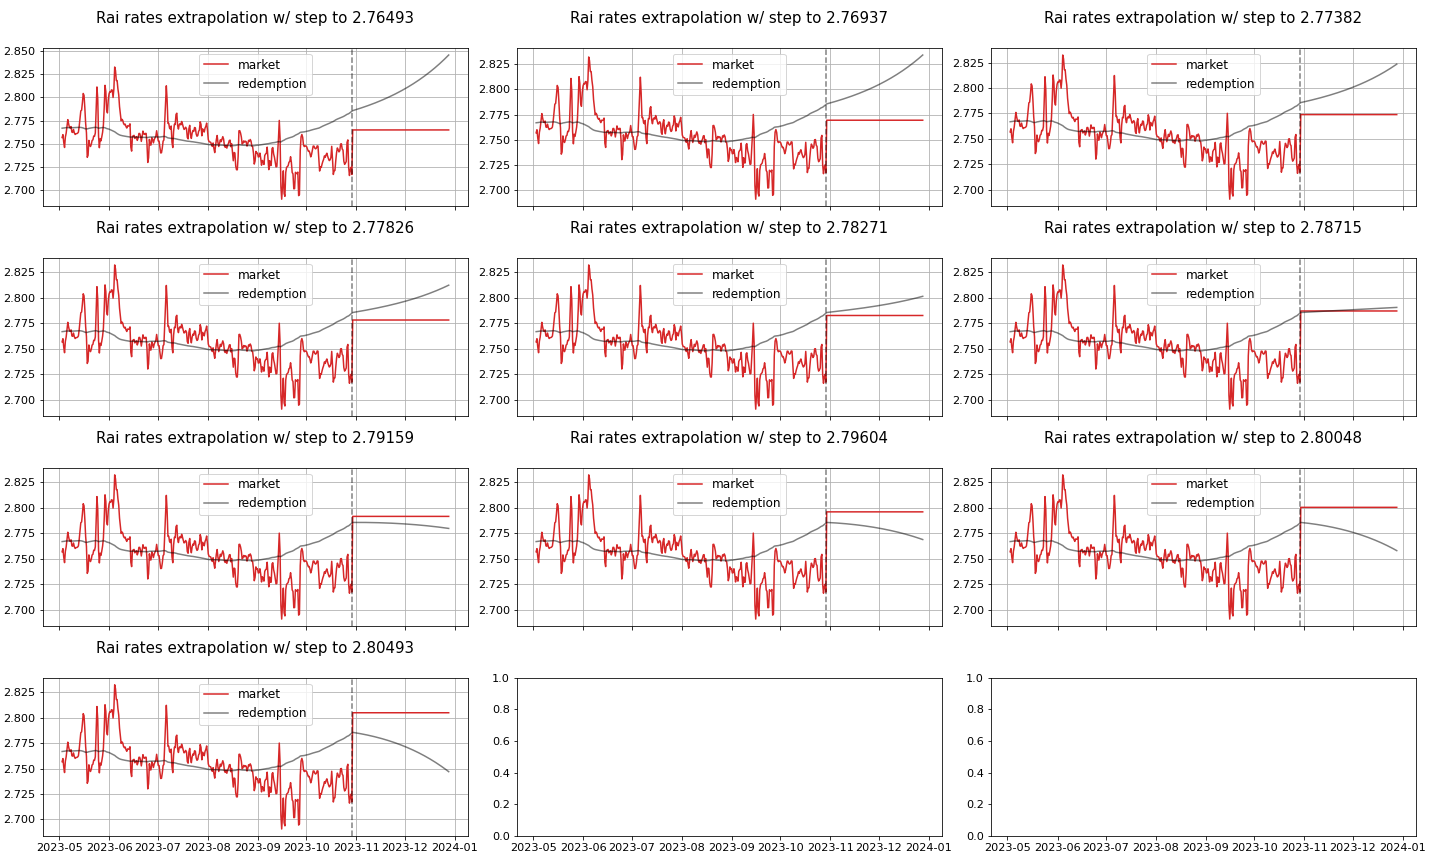 Rai rates extrapolation w/ step to 2.76493
2.850
2.825
2.800
2.775
2.750
2.725
2.700
market
redemption
Rai rates extrapolation w/ step to 2.76937
2.825
2.800
2.775
2.750
2.725
2.700
market
redemption
Rai rates extrapolation w/ step to 2.77382
2.825
2.800
2.775
2.750
2.725
2.700
market
redemption
Rai rates extrapolation w/ step to 2.77826
2.825
2.800
2.775
2.750
2.725
2.700
market
redemption
Rai rates extrapolation w/ step to 2.78271
2.825
2.800
2.775
2.750
2.725
2.700
market
redemption
Rai rates extrapolation w/ step to 2.78715
2.825
2.800
2.775
2.750
2.725
2.700
market
redemption
Rai rates extrapolation w/ step to 2.79159
2.825
2.800
2.775
2.750
2.725
2.700
market
redemption
Rai rates extrapolation w/ step to 2.79604
2.825
2.800
2.775
2.750
2.725
2.700
market
redemption
Rai rates extrapolation w/ step to 2.80048
2.825
2.800
2.775
2.750
2.725
2.700
market
redemption
Rai rates extrapolation w/ step to 2.80493
2.825
2.800
2.775
2.750
2.725
2.700
market
redemption
2023-05 2023-06 2023-07 2023-08 2023-09 2023-10 2023-11 2023-12 2024-01
1.0
0.8
0.6
0.4
0.2
0.0
2023-05 2023-06 2023-07 2023-08 2023-09 2023-10 2023-11 2023-12 2024-01
1.0
0.8
0.6
0.4
0.2
0.0
2023-05 2023-06 2023-07 2023-08 2023-09 2023-10 2023-11 2023-12 2024-01